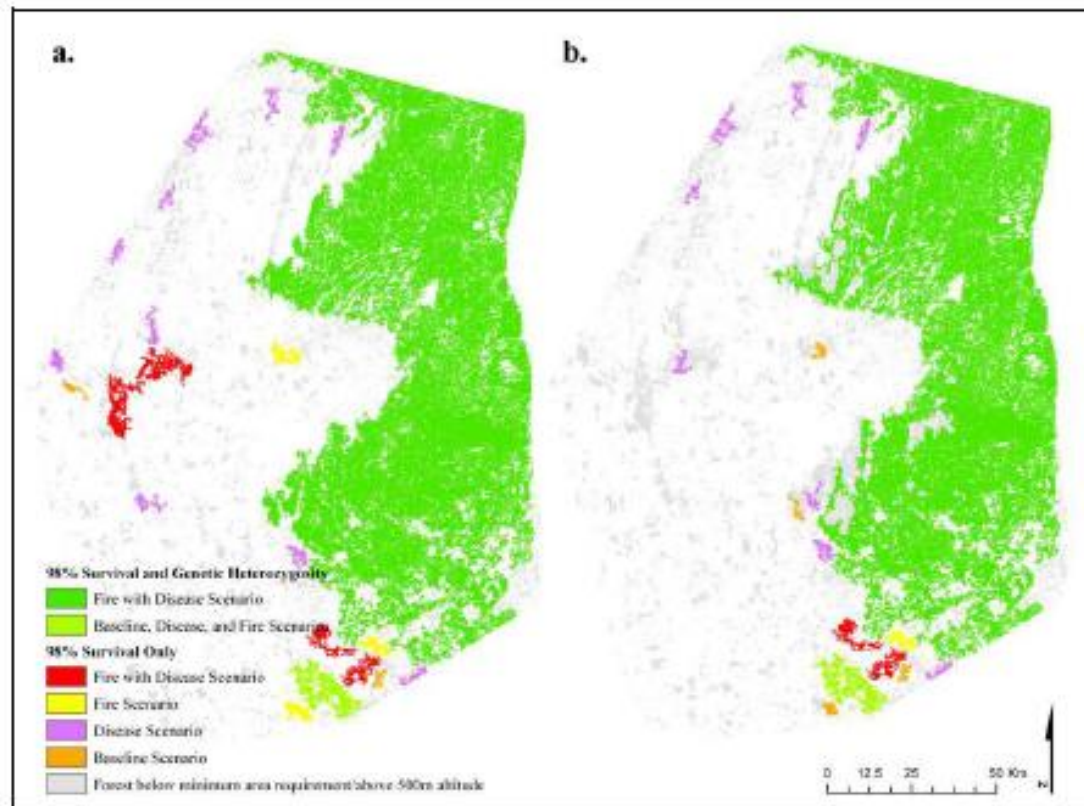 a.
b.
98% Survival and Genetic Heterozygosity
Fire with Disease Scenario
Baseline, Disease, and Fire Scenario
98% Survival Only
Fire with Disease Scenario
Fire Scenario
Disease Scenario
Baseline Scenario
Forest below minimum area requirement/above 500m altitude
0 12.5 25 50 Km
N